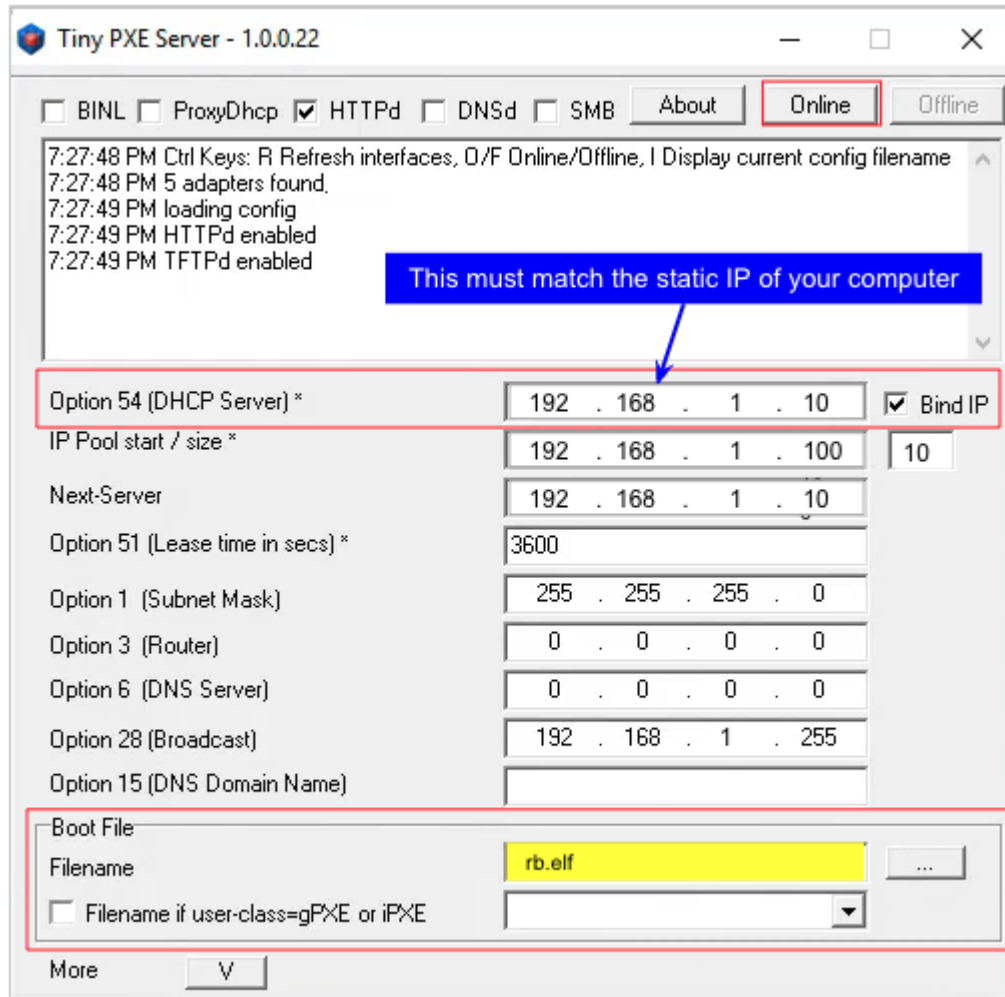 Tiny PXE Server - 1.0.0.22
BINL ProxyDhcp HTTPd DNSd SMB About Online Offline
7:27:48 PM Ctrl Keys: R Refresh interfaces, O/F Online/Offline, I Display current config filename
7:27:48 PM 5 adapters found.
7:27:49 PM loading config
7:27:49 PM HTTPd enabled
7:27:49 PM TFTPd enabled
This must match the static IP of your computer
Option 54 (DHCP Server) * 192 . 168 . 1 . 10 Bind IP
IP Pool start / size * 192 . 168 . 1 . 100 10
Next-Server 192 . 168 . 1 . 10
Option 51 (Lease time in secs) * 3600
Option 1 (Subnet Mask) 255 . 255 . 255 . 0
Option 3 (Router) 0 . 0 . 0 . 0
Option 6 (DNS Server) 0 . 0 . 0 . 0
Option 28 (Broadcast) 192 . 168 . 1 . 255
Option 15 (DNS Domain Name)
Boot File
Filename rb.elf ...
Filename if user-class=gPXE or iPXE
More V